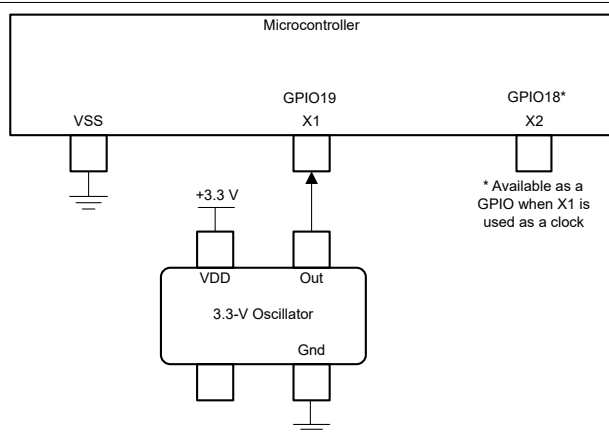 Microcontroller
GPIO19
GPIO18*
VSS
X1
X2
* Available as a
GPIO when X1 is
used as a clock
+3.3 V
VDD
Out
3.3-V Oscillator
Gnd